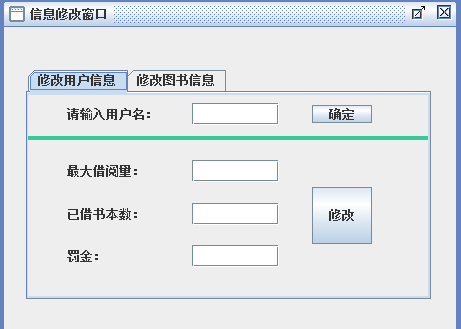 信息修改窗口
修改用户信息 修改图书信息
请输入用户名： 确定
最大借阅量：
已借书本数： 修改
罚金：